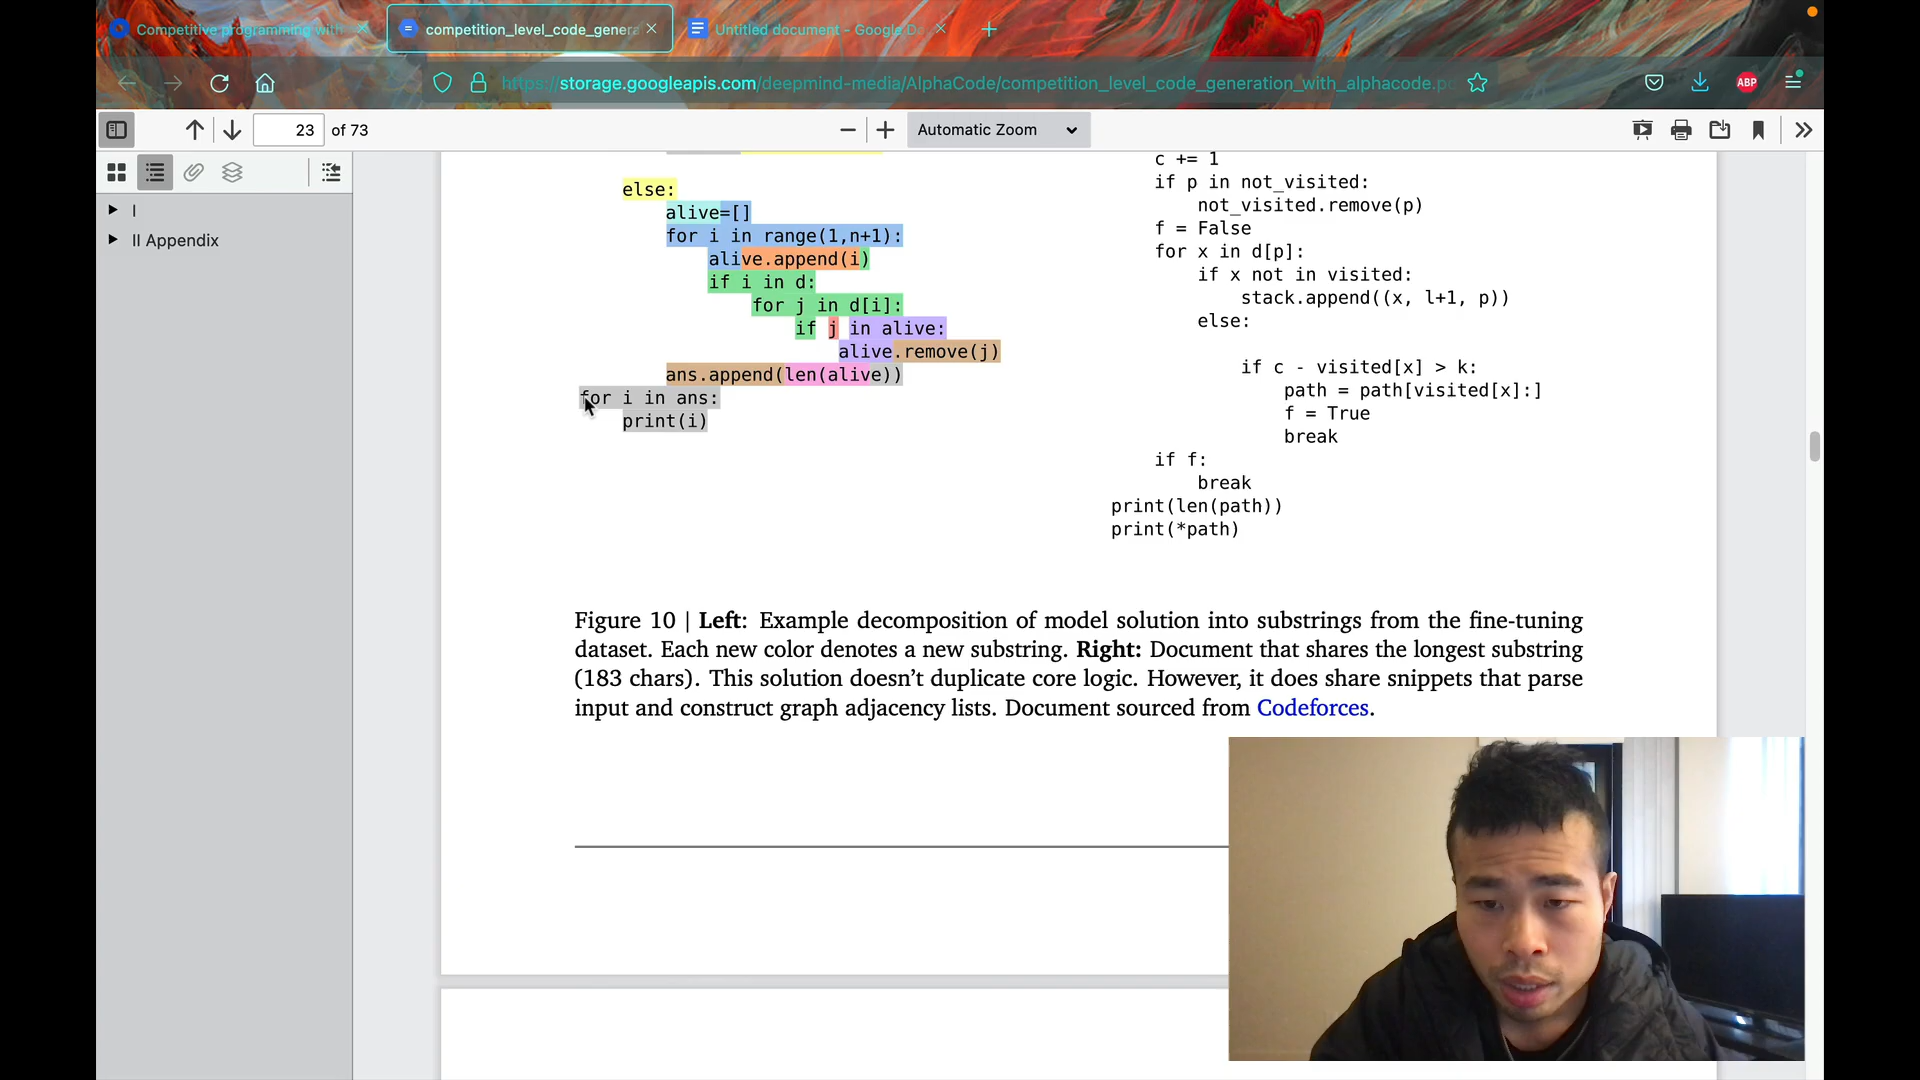 Competitive programming with
competition_level_code_genera
Untitled document - Google Do
https://storage.googleapis.com/deepmind-media/AlphaCode/competition_level_code_generation_with_alphacode.pd
ABP
23 of 73
Automatic Zoom
I
II Appendix
else:
alive=[]
for i in range(1,n+1):
alive.append(i)
if i in d:
for j in d[i]:
if j in alive:
alive.remove(j)
ans.append(len(alive))
for i in ans:
print(i)
c += 1
if p in not_visited:
not_visited.remove(p)
f = False
for x in d[p]:
if x not in visited:
stack.append((x, l+1, p))
else:
if c - visited[x] > k:
path = path[visited[x]:]
f = True
break
if f:
break
print(len(path))
print(*path)
Figure 10 | Left: Example decomposition of model solution into substrings from the fine-tuning
dataset. Each new color denotes a new substring. Right: Document that shares the longest substring
(183 chars). This solution doesn’t duplicate core logic. However, it does share snippets that parse
input and construct graph adjacency lists. Document sourced from Codeforces.